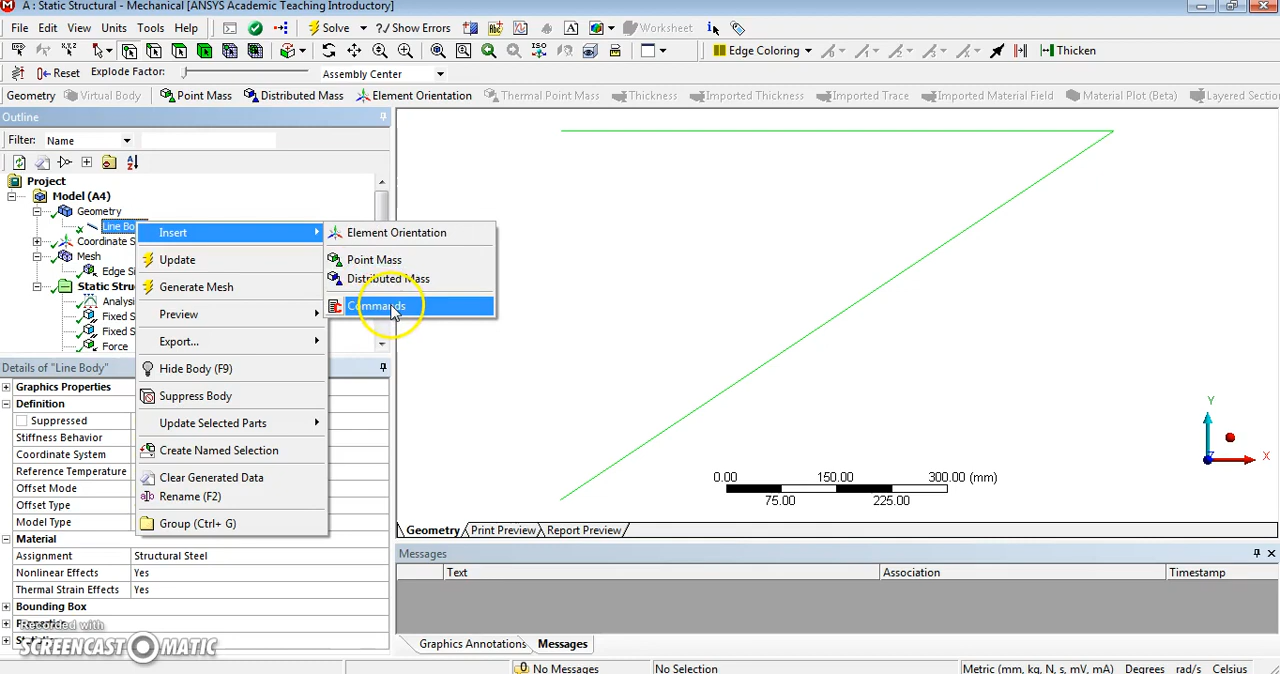 A : Static Structural - Mechanical [ANSYS Academic Teaching Introductory]
File Edit View Units Tools Help Solve ?/ Show Errors Worksheet
Edge Coloring Thicken
Reset Explode Factor: Assembly Center
Geometry Virtual Body Point Mass Distributed Mass Element Orientation Thermal Point Mass Thickness Imported Thickness Imported Trace Imported Material Field Material Plot (Beta) Layered Section
Outline
Filter: Name
Project
Model (A4)
Geometry
Line Bo
Coordinate S
Mesh
Edge Si
Static Struc
Analysi
Fixed S
Fixed S
Force
Insert
Update
Generate Mesh
Preview
Export...
Hide Body (F9)
Suppress Body
Update Selected Parts
Create Named Selection
Clear Generated Data
Rename (F2)
Group (Ctrl+ G)
Element Orientation
Point Mass
Distributed Mass
Commands
Details of "Line Body"
Graphics Properties
Definition
Suppressed
Stiffness Behavior
Coordinate System
Reference Temperature
Offset Mode
Offset Type
Model Type
Material
Assignment Structural Steel
Nonlinear Effects Yes
Thermal Strain Effects Yes
Bounding Box
Recorded with
SCREENCAST MATIC
Y
X
0.00 150.00 300.00 (mm)
75.00 225.00
Geometry Print Preview Report Preview
Messages
Text Association Timestamp
Graphics Annotations Messages
0 No Messages No Selection Metric (mm, kg, N, s, mV, mA) Degrees rad/s Celsius